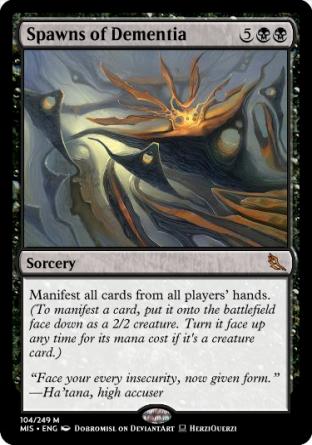 Spawns of Dementia 5
Sorcery
Manifest all cards from all players' hands.
(To manifest a card, put it onto the battlefield
face down as a 2/2 creature. Turn it face up
any time for its mana cost if it's a creature
card.)
"Face your every insecurity, now given form."
—Ha'tana, high accuser
104/249 M
MIS • ENG Dobromisl on DeviantArt HerziQuerzi